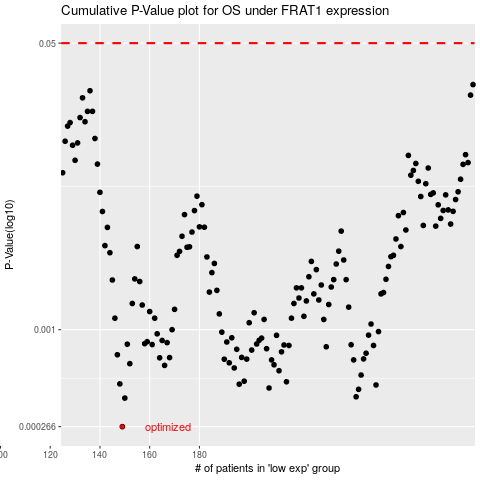 Cumulative P-Value plot for OS under FRAT1 expression
0.05
P-Value(log10)
0.001
0.000266
optimized
00 120 140 160 180
# of patients in 'low exp' group